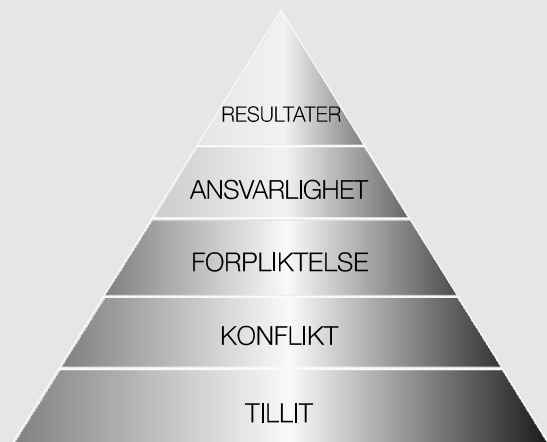 RESULTATER
ANSVARLIGHET
FORPLIKTELSE
KONFLIKT
TILLIT